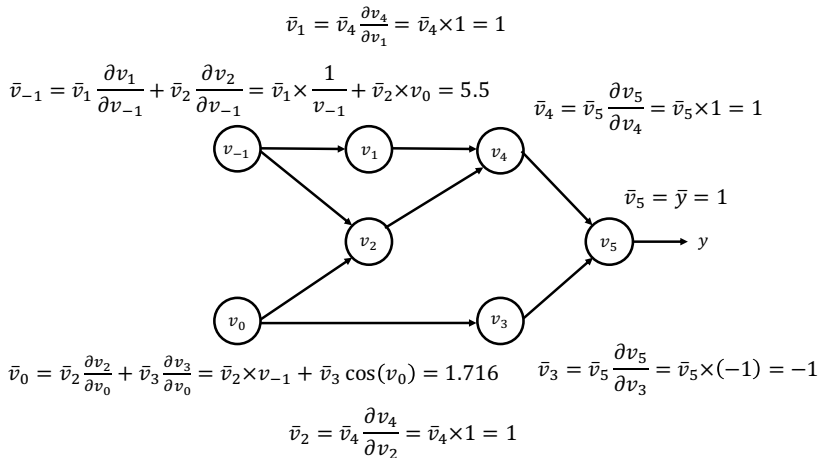 v̄₁ = v̄₄ ∂v₄/∂v₁ = v̄₄×1 = 1
v̄₋₁ = v̄₁ ∂v₁/∂v₋₁ + v̄₂ ∂v₂/∂v₋₁ = v̄₁× 1/v₋₁ + v̄₂×v₀ = 5.5
v̄₄ = v̄₅ ∂v₅/∂v₄ = v̄₅×1 = 1
v₋₁ v₁ v₄
v̄₅ = ȳ = 1
v₂ v₅ y
v₀ v₃
v̄₀ = v̄₂ ∂v₂/∂v₀ + v̄₃ ∂v₃/∂v₀ = v̄₂×v₋₁ + v̄₃ cos(v₀) = 1.716
v̄₃ = v̄₅ ∂v₅/∂v₃ = v̄₅×(−1) = −1
v̄₂ = v̄₄ ∂v₄/∂v₂ = v̄₄×1 = 1